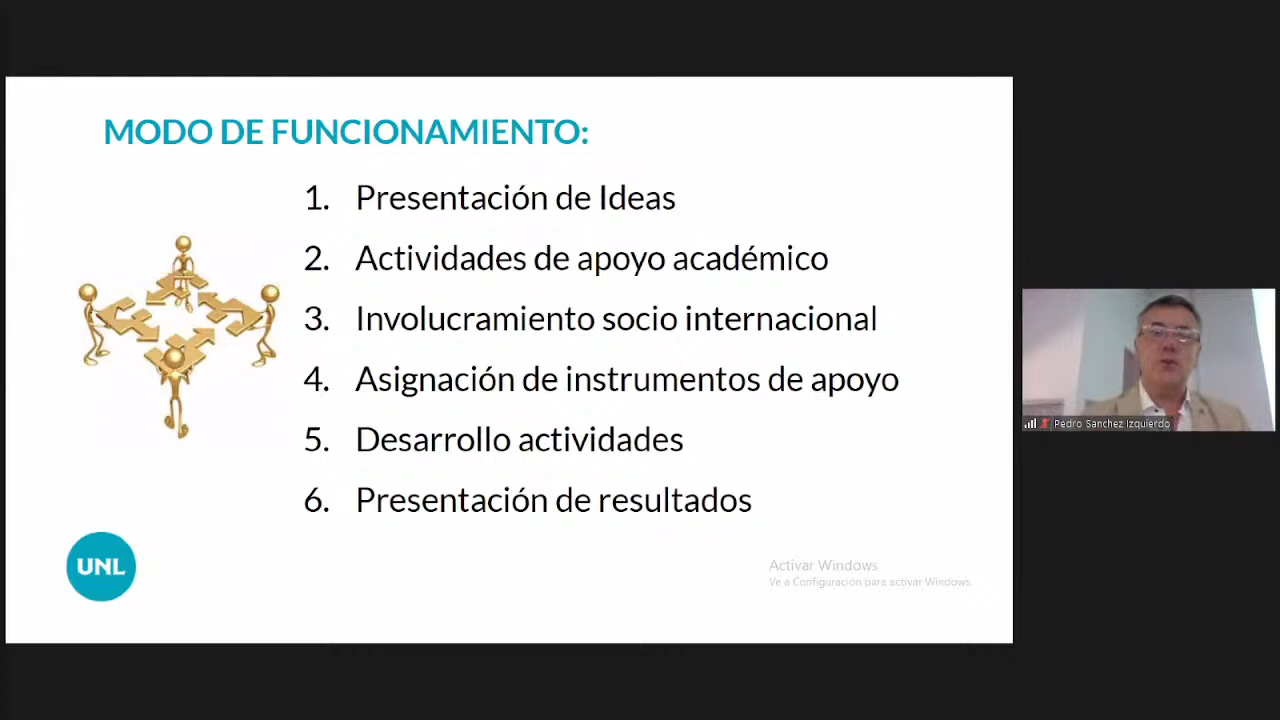 MODO DE FUNCIONAMIENTO:
1. Presentación de Ideas
2. Actividades de apoyo académico
3. Involucramiento socio internacional
4. Asignación de instrumentos de apoyo
5. Desarrollo actividades
6. Presentación de resultados
UNL
Activar Windows
Ve a Configuración para activar Windows.
Pedro Sanchez Izquierdo